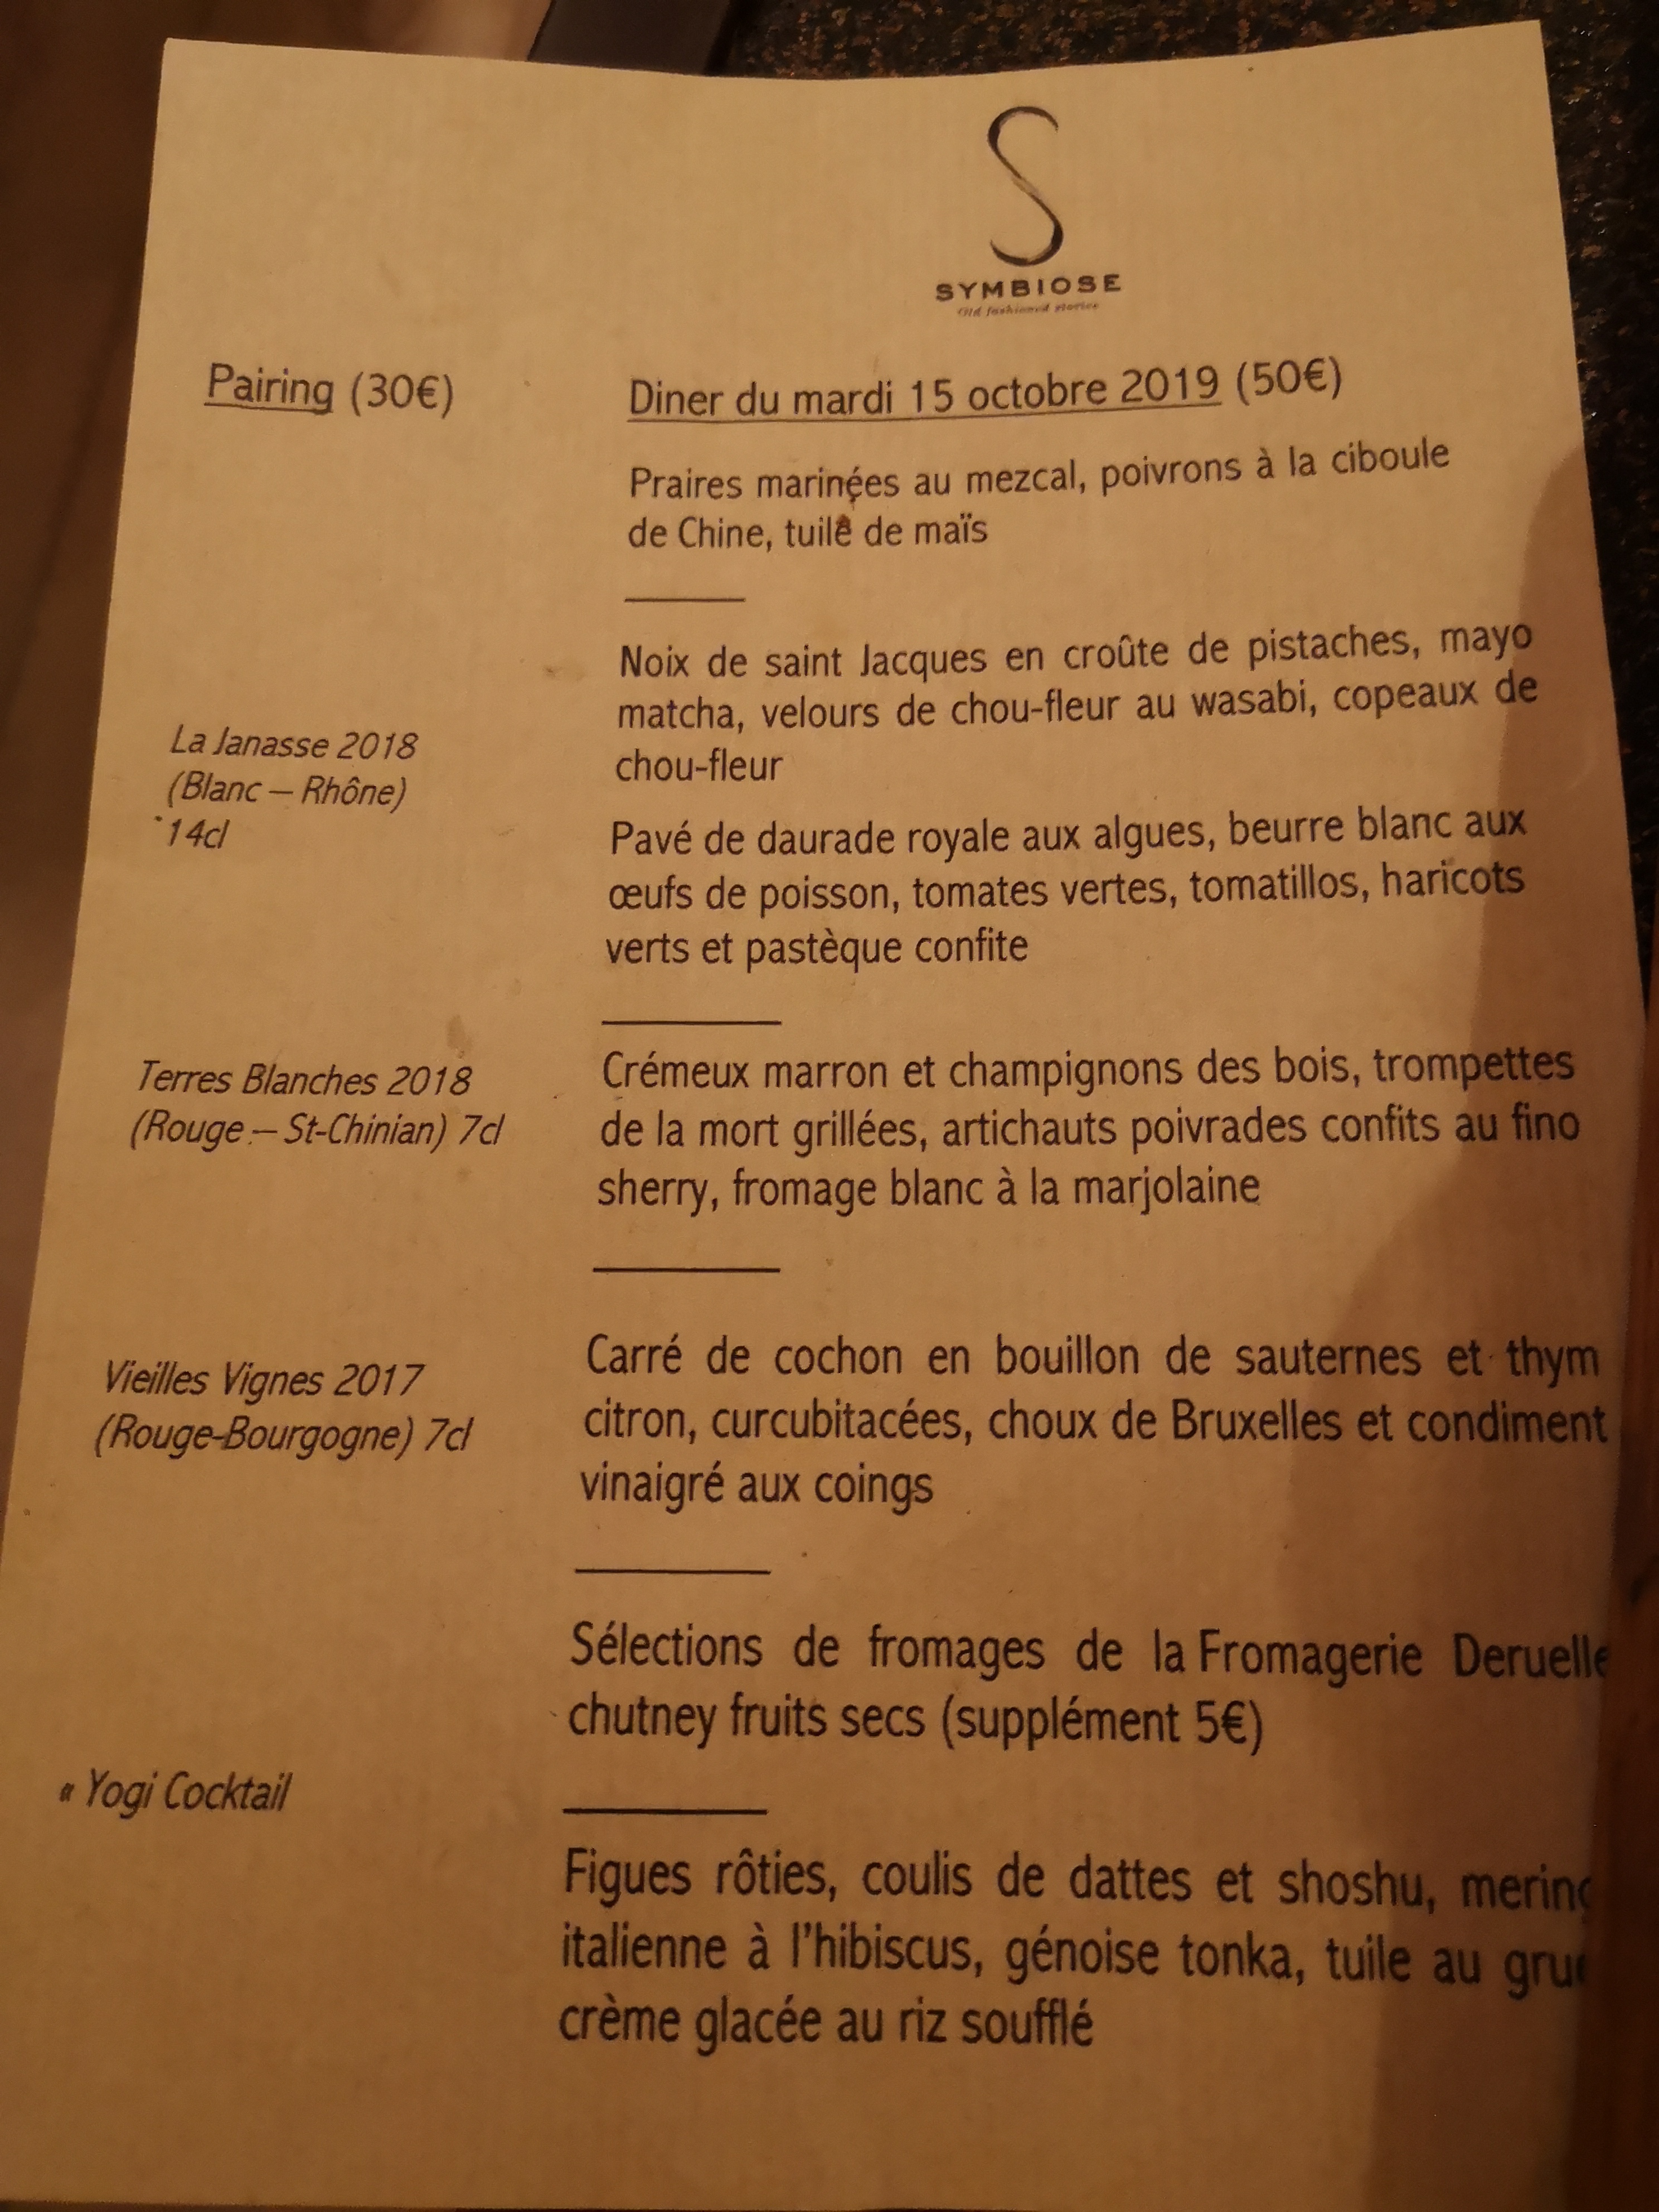 S
SYMBIOSE
Old fashioned stories
Pairing (30€)
Diner du mardi 15 octobre 2019 (50€)
Praires marinées au mezcal, poivrons à la ciboule
de Chine, tuile de maïs
Noix de saint Jacques en croûte de pistaches, mayo
matcha, velours de chou-fleur au wasabi, copeaux de
chou-fleur
La Janasse 2018
(Blanc – Rhône)
14cl
Pavé de daurade royale aux algues, beurre blanc aux
œufs de poisson, tomates vertes, tomatillos, haricots
verts et pastèque confite
Terres Blanches 2018
(Rouge – St-Chinian) 7cl
Crémeux marron et champignons des bois, trompettes
de la mort grillées, artichauts poivrades confits au fino
sherry, fromage blanc à la marjolaine
Vieilles Vignes 2017
(Rouge-Bourgogne) 7cl
Carré de cochon en bouillon de sauternes et thym
citron, curcubitacées, choux de Bruxelles et condiment
vinaigré aux coings
Sélections de fromages de la Fromagerie Deruelle
chutney fruits secs (supplément 5€)
« Yogi Cocktail
Figues rôties, coulis de dattes et shoshu,
italienne à l'hibiscus, génoise tonka, tuile au
crème glacée au riz soufflé